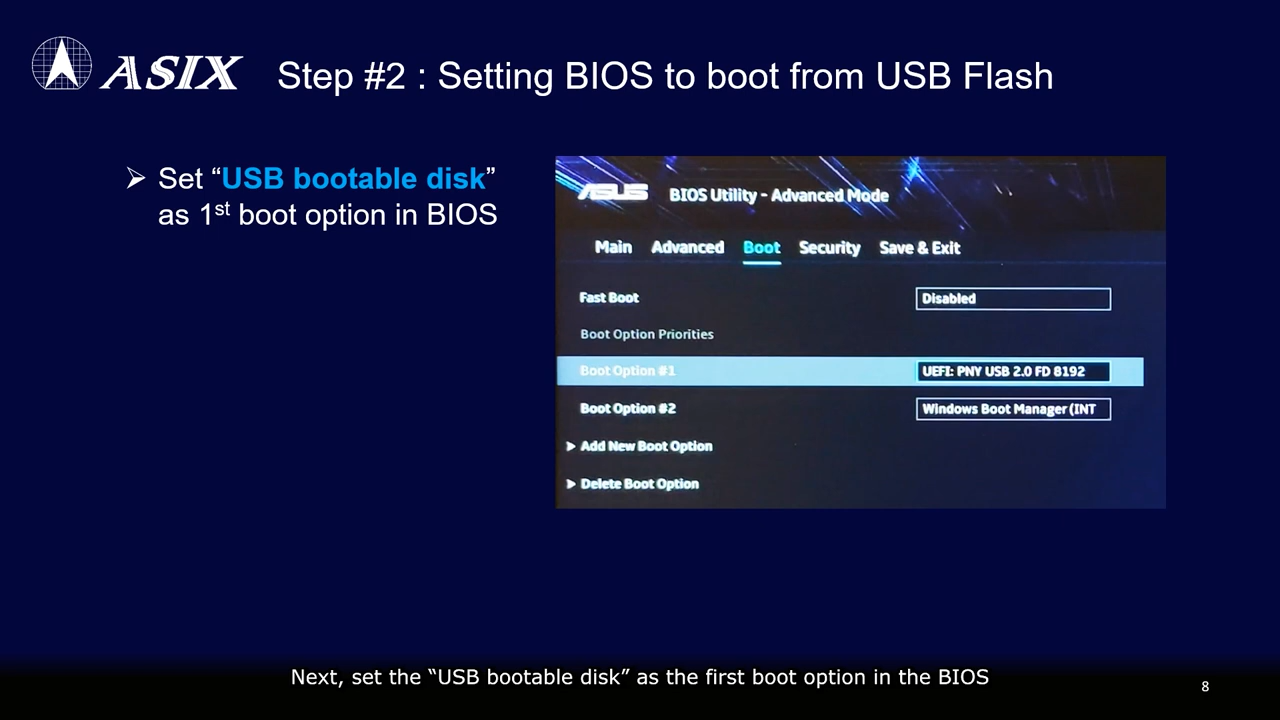 ASIX
Step #2 : Setting BIOS to boot from USB Flash
➢ Set “USB bootable disk”
as 1st boot option in BIOS
ASUS BIOS Utility - Advanced Mode
Main Advanced Boot Security Save & Exit
Fast Boot Disabled
Boot Option Priorities
Boot Option #1 UEFI: PNY USB 2.0 FD 8192
Boot Option #2 Windows Boot Manager (INT
Add New Boot Option
Delete Boot Option
Next, set the “USB bootable disk” as the first boot option in the BIOS
8